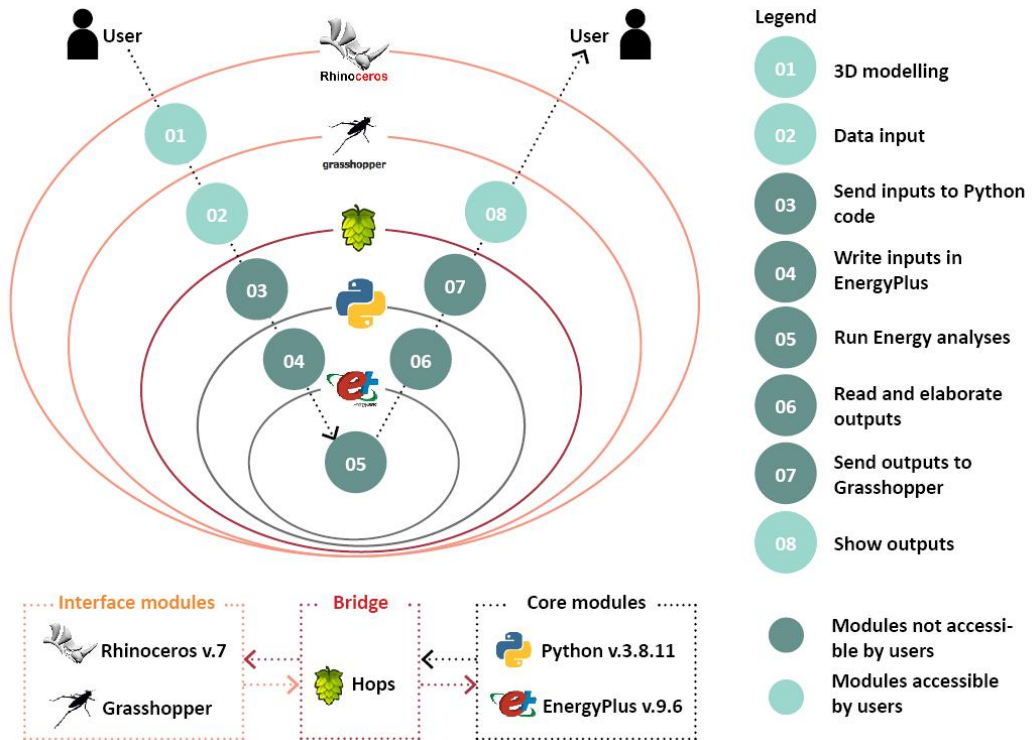 User
User
Rhinoceros
01
grasshopper
02
08
03
07
04
06
et
05
Legend
01
3D modelling
02
Data input
03
Send inputs to Python
code
04
Write inputs in
EnergyPlus
05
Run Energy analyses
06
Read and elaborate
outputs
07
Send outputs to
Grasshopper
08
Show outputs
Modules not accessi-
ble by users
Modules accessible
by users
Interface modules
Rhinoceros v.7
Grasshopper
Bridge
Hops
Core modules
Python v.3.8.11
et
EnergyPlus v.9.6